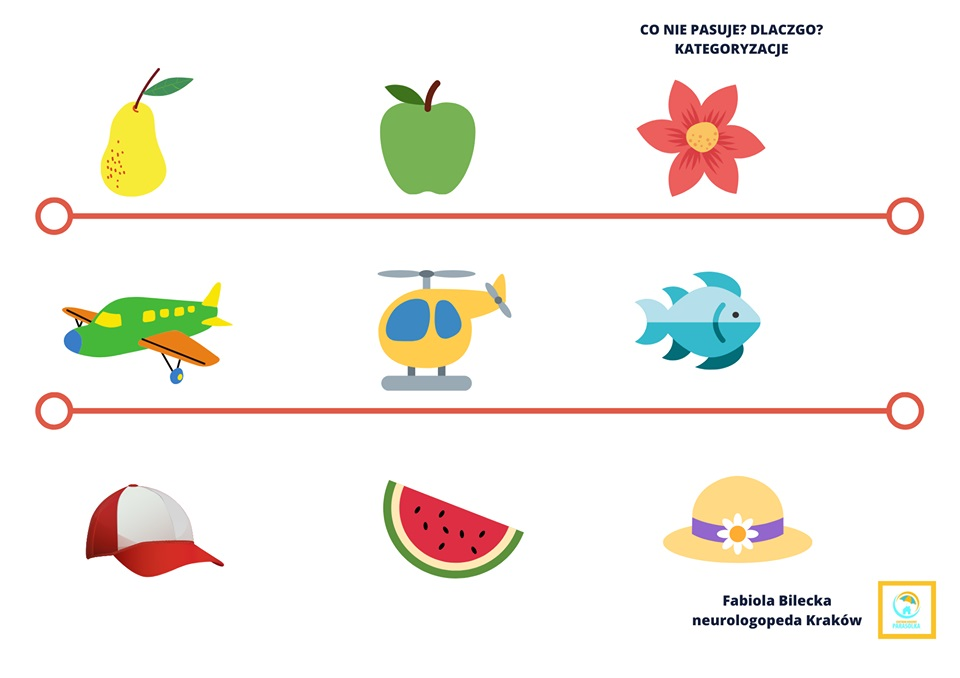 CO NIE PASUJE? DLACZGO?
KATEGORYZACJE
Fabiola Bilecka
neurologopeda Kraków